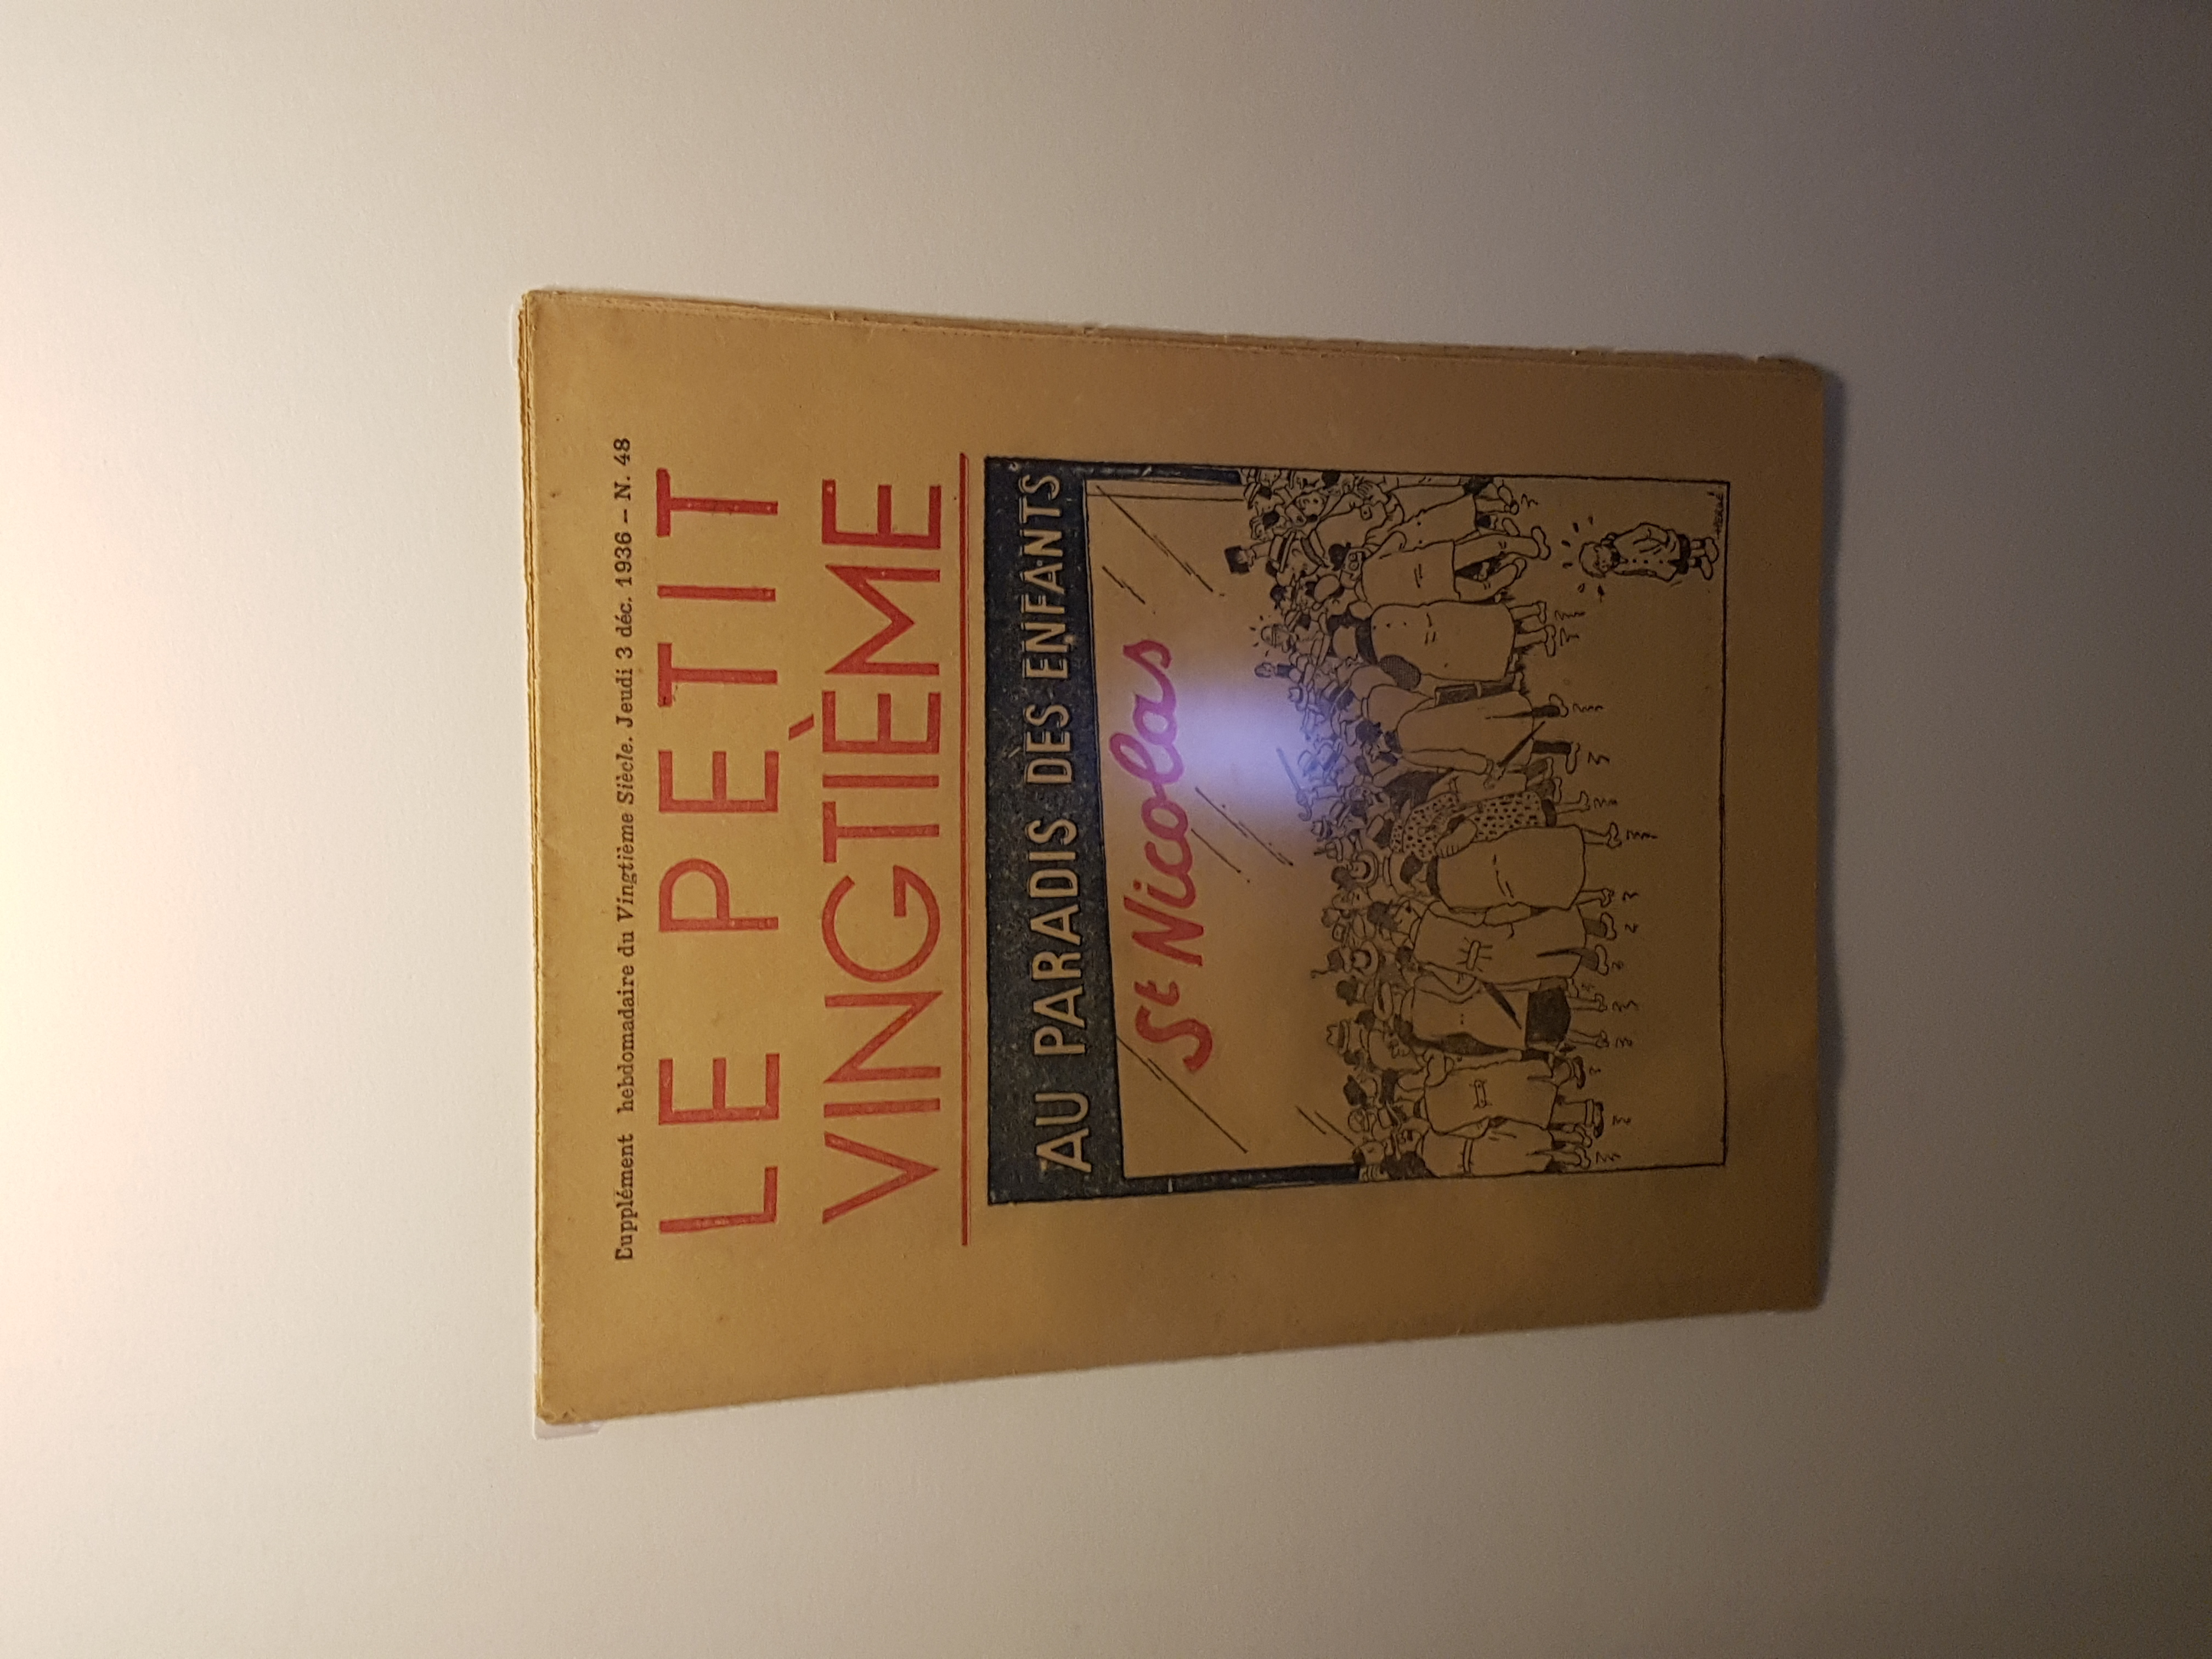 Supplément hebdomadaire du Vingtième Siècle. Jeudi 3 déc. 1936 – N. 48
LE PETIT
VINGTIÈME
AU PARADIS DES ENFANTS
St Nicolas
HERGÉ